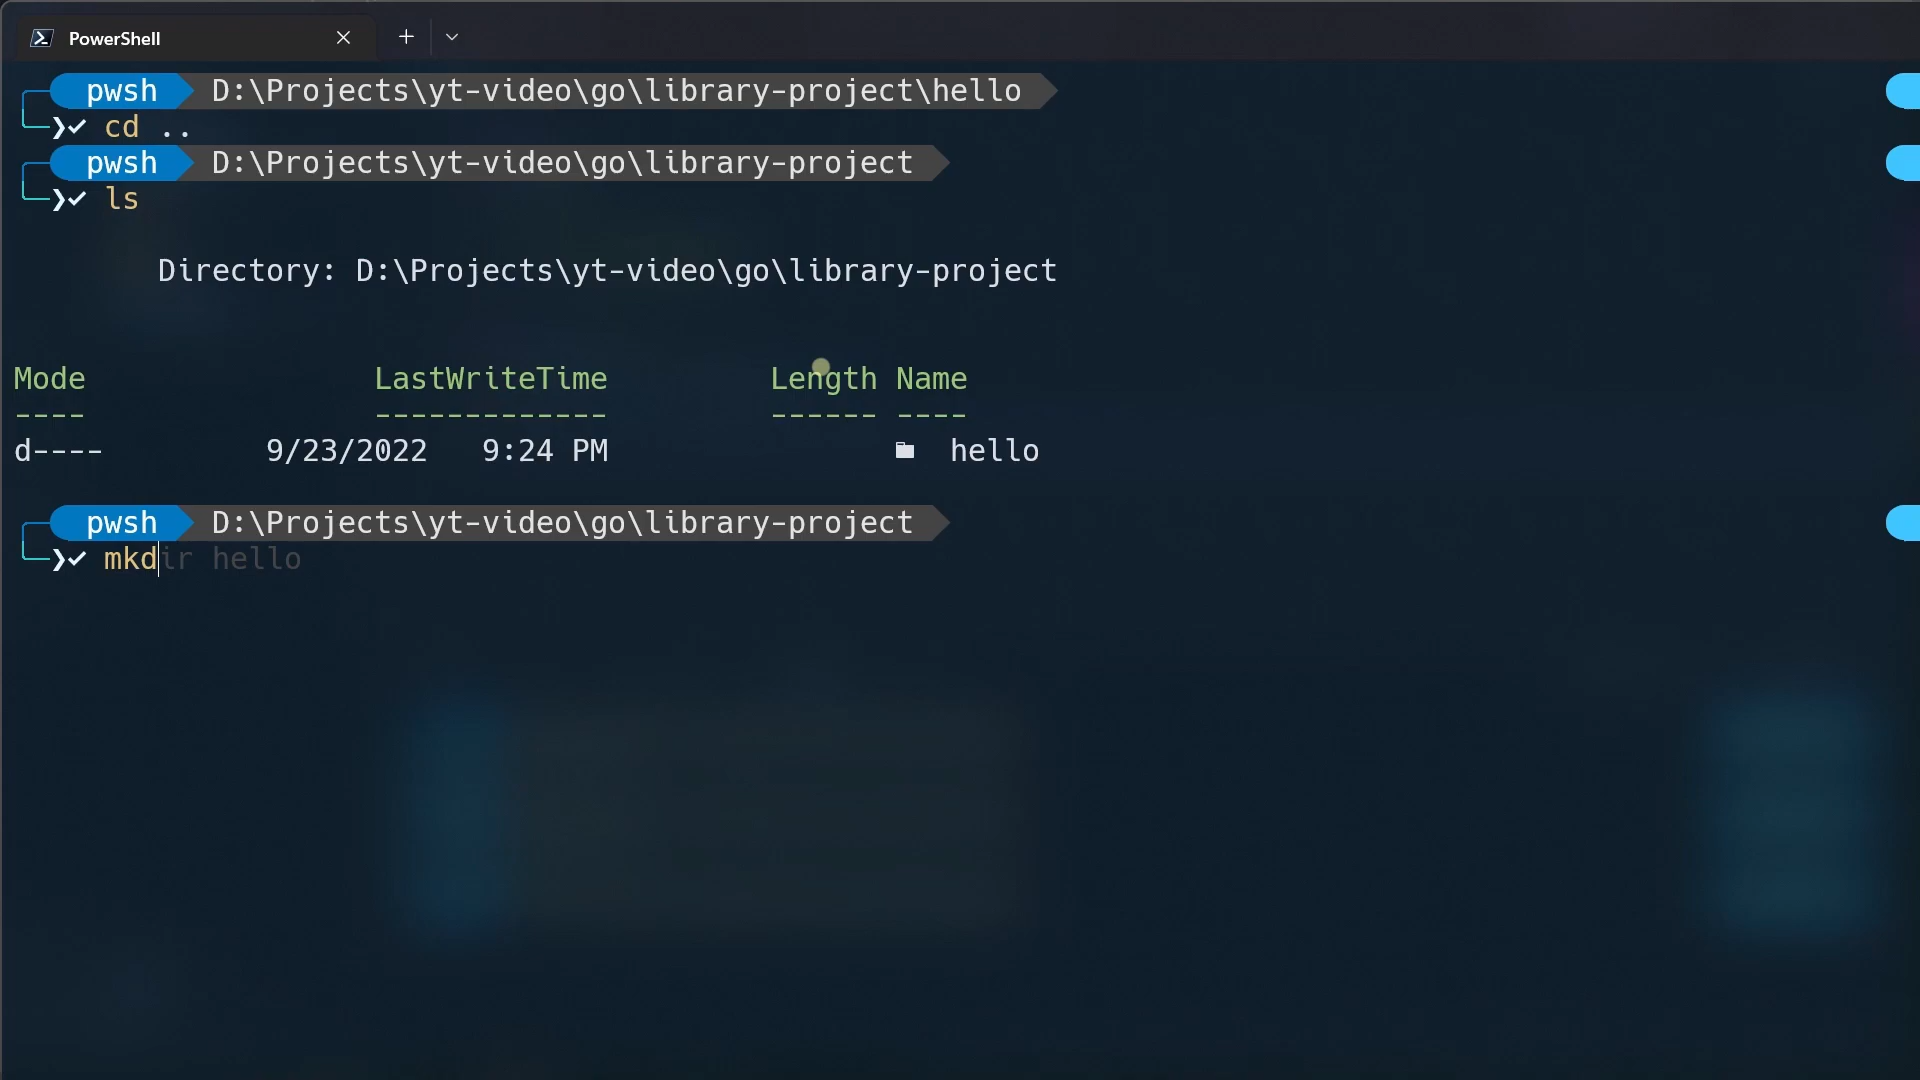 PowerShell
pwsh D:\Projects\yt-video\go\library-project\hello
❯✓ cd ..
pwsh D:\Projects\yt-video\go\library-project
❯✓ ls
Directory: D:\Projects\yt-video\go\library-project
Mode LastWriteTime Length Name
---- ------------- ------ ----
d---- 9/23/2022 9:24 PM hello
pwsh D:\Projects\yt-video\go\library-project
❯✓ mkdir hello